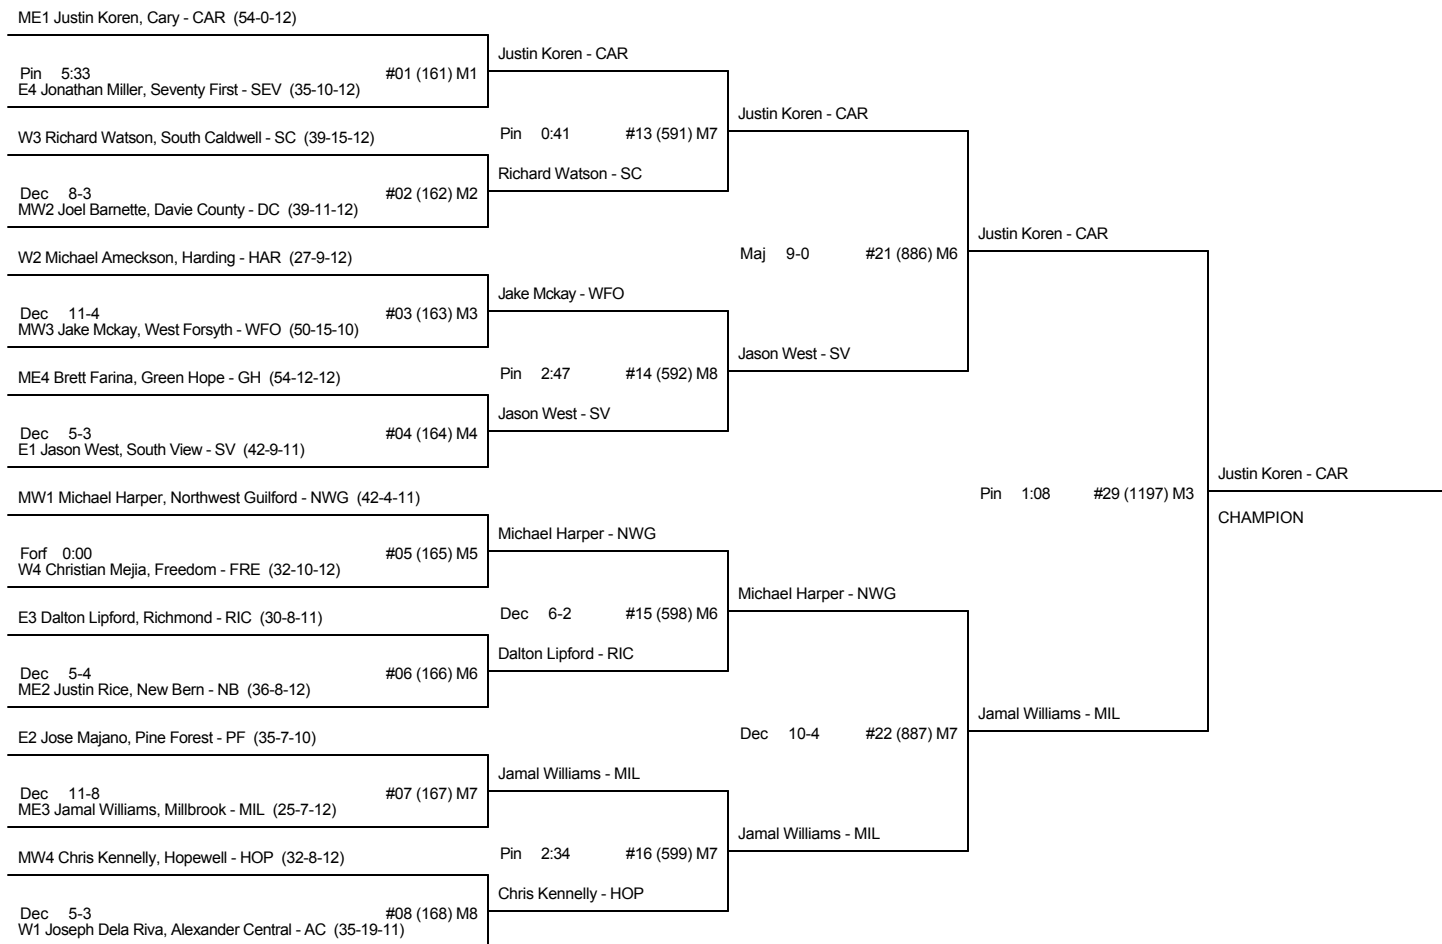 ME1 Justin Koren, Cary - CAR (54-0-12)
Justin Koren - CAR
Pin 5:33 #01 (161) M1
E4 Jonathan Miller, Seventy First - SEV (35-10-12)
Justin Koren - CAR
W3 Richard Watson, South Caldwell - SC (39-15-12)
Pin 0:41 #13 (591) M7
Richard Watson - SC
Dec 8-3 #02 (162) M2
MW2 Joel Barnette, Davie County - DC (39-11-12)
Justin Koren - CAR
W2 Michael Ameckson, Harding - HAR (27-9-12)
Maj 9-0 #21 (886) M6
Jake Mckay - WFO
Dec 11-4 #03 (163) M3
MW3 Jake Mckay, West Forsyth - WFO (50-15-10)
Jason West - SV
ME4 Brett Farina, Green Hope - GH (54-12-12)
Pin 2:47 #14 (592) M8
Jason West - SV
Dec 5-3 #04 (164) M4
E1 Jason West, South View - SV (42-9-11)
Justin Koren - CAR
MW1 Michael Harper, Northwest Guilford - NWG (42-4-11)
Pin 1:08 #29 (1197) M3
CHAMPION
Michael Harper - NWG
Forf 0:00 #05 (165) M5
W4 Christian Mejia, Freedom - FRE (32-10-12)
Michael Harper - NWG
E3 Dalton Lipford, Richmond - RIC (30-8-11)
Dec 6-2 #15 (598) M6
Dalton Lipford - RIC
Dec 5-4 #06 (166) M6
ME2 Justin Rice, New Bern - NB (36-8-12)
Jamal Williams - MIL
E2 Jose Majano, Pine Forest - PF (35-7-10)
Dec 10-4 #22 (887) M7
Jamal Williams - MIL
Dec 11-8 #07 (167) M7
ME3 Jamal Williams, Millbrook - MIL (25-7-12)
Jamal Williams - MIL
MW4 Chris Kennelly, Hopewell - HOP (32-8-12)
Pin 2:34 #16 (599) M7
Chris Kennelly - HOP
Dec 5-3 #08 (168) M8
W1 Joseph Dela Riva, Alexander Central - AC (35-19-11)